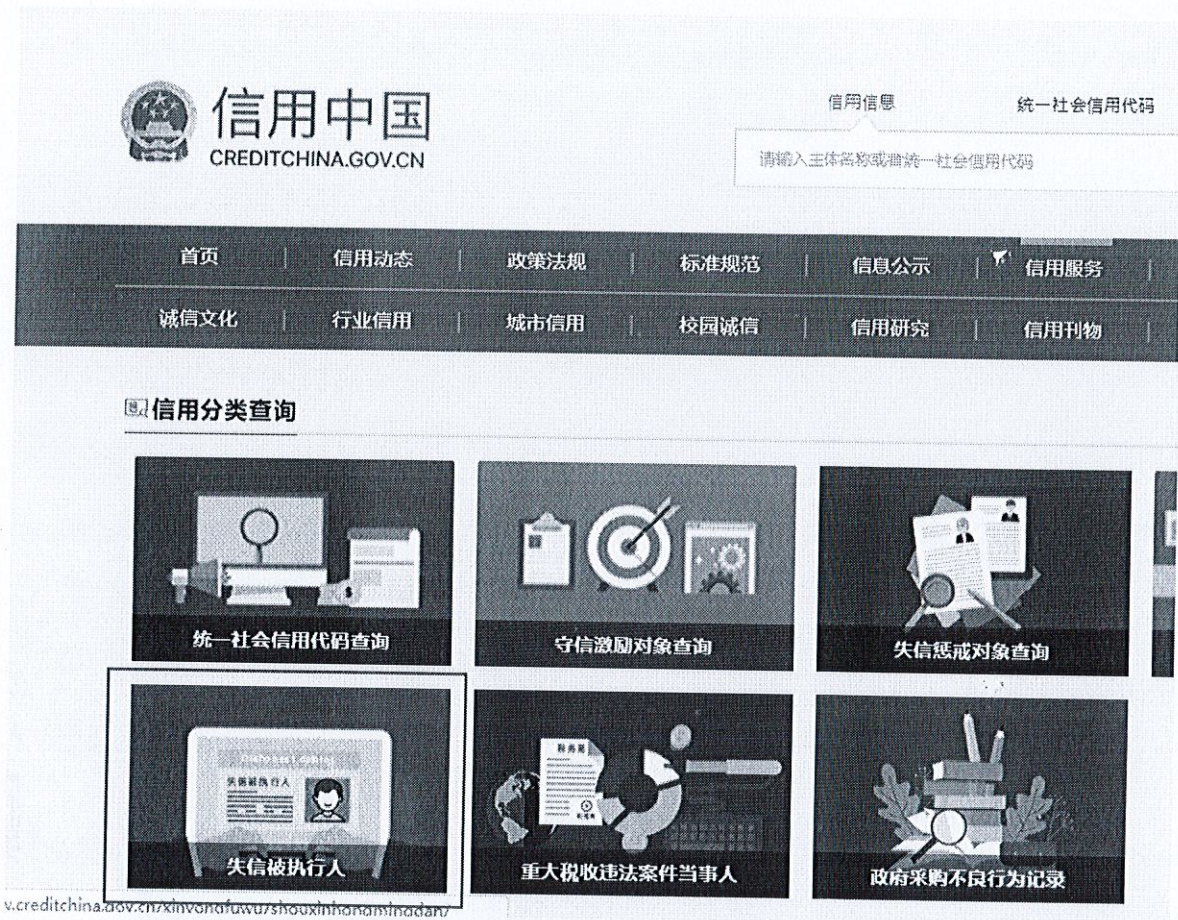 信用中国
CREDITCHINA.GOV.CN
信用信息 统一社会信用代码
请输入主体名称或者统一社会信用代码
首页 信用动态 政策法规 标准规范 信息公示 信用服务
诚信文化 行业信用 城市信用 校园诚信 信用研究 信用刊物
信用分类查询
统一社会信用代码查询 守信激励对象查询 失信惩戒对象查询
失信被执行人
税务局
失信被执行人 重大税收违法案件当事人 政府采购不良行为记录
v.creditchina.gov.cn/xinyongfuwu/shouxinhongmingdan/